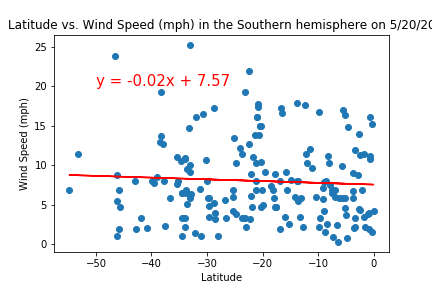 Latitude vs. Wind Speed (mph) in the Southern hemisphere on 5/20/20
y = -0.02x + 7.57
Wind Speed (mph)
25
20
15
10
5
0
−50 −40 −30 −20 −10 0
Latitude